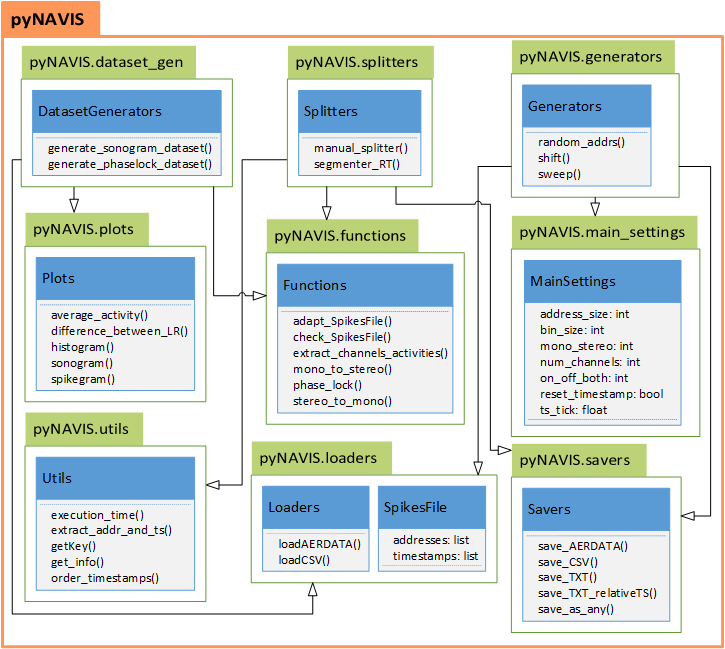 pyNAVIS
pyNAVIS.dataset_gen
DatasetGenerators
generate_sonogram_dataset()
generate_phaselock_dataset()
pyNAVIS.splitters
Splitters
manual_splitter()
segmenter_RT()
pyNAVIS.generators
Generators
random_addrs()
shift()
sweep()
pyNAVIS.plots
Plots
average_activity()
difference_between_LR()
histogram()
sonogram()
spikegram()
pyNAVIS.functions
Functions
adapt_SpikesFile()
check_SpikesFile()
extract_channels_activities()
mono_to_stereo()
phase_lock()
stereo_to_mono()
pyNAVIS.main_settings
MainSettings
address_size: int
bin_size: int
mono_stereo: int
num_channels: int
on_off_both: int
reset_timestamp: bool
ts_tick: float
pyNAVIS.utils
Utils
execution_time()
extract_addr_and_ts()
getKey()
get_info()
order_timestamps()
pyNAVIS.loaders
Loaders
loadAERDATA()
loadCSV()
SpikesFile
addresses: list
timestamps: list
pyNAVIS.savers
Savers
save_AERDATA()
save_CSV()
save_TXT()
save_TXT_relativeTS()
save_as_any()